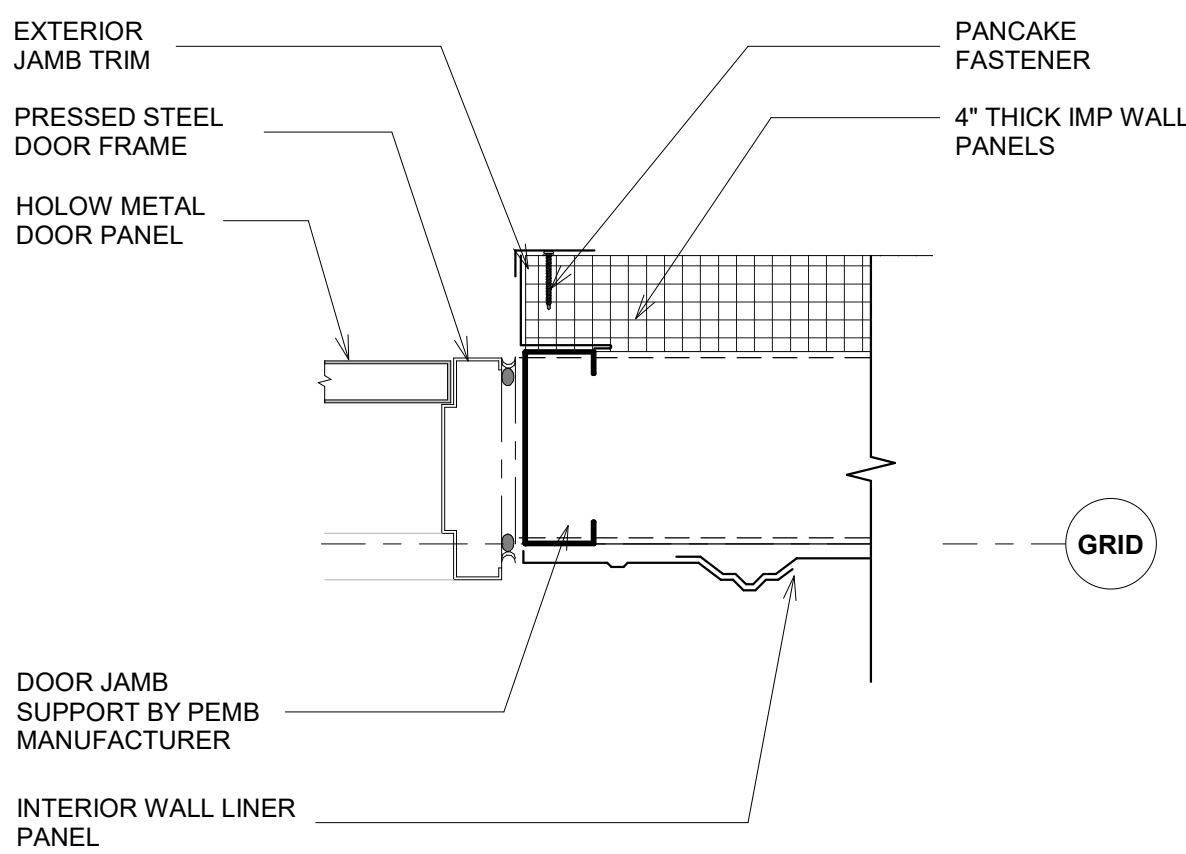 EXTERIOR
JAMB TRIM
PRESSED STEEL
DOOR FRAME
HOLOW METAL
DOOR PANEL
PANCAKE
FASTENER
4" THICK IMP WALL
PANELS
GRID
DOOR JAMB
SUPPORT BY PEMB
MANUFACTURER
INTERIOR WALL LINER
PANEL